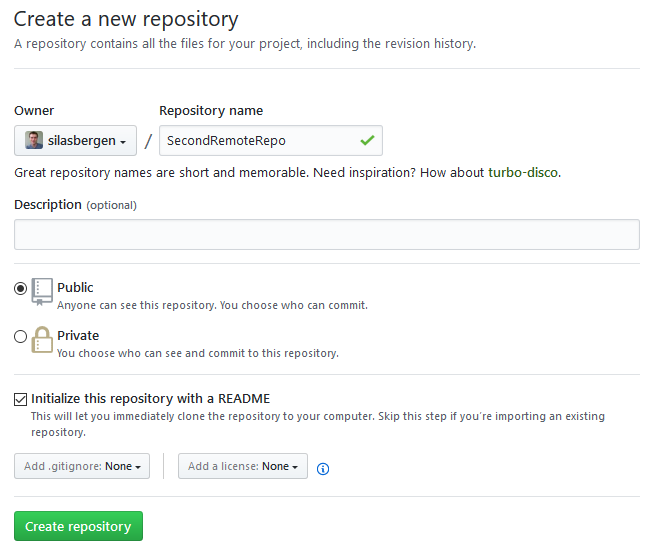 Create a new repository
A repository contains all the files for your project, including the revision history.
Owner Repository name
silasbergen / SecondRemoteRepo
Great repository names are short and memorable. Need inspiration? How about turbo-disco.
Description (optional)
Public
Anyone can see this repository. You choose who can commit.
Private
You choose who can see and commit to this repository.
Initialize this repository with a README
This will let you immediately clone the repository to your computer. Skip this step if you're importing an existing
repository.
Add .gitignore: None Add a license: None
Create repository